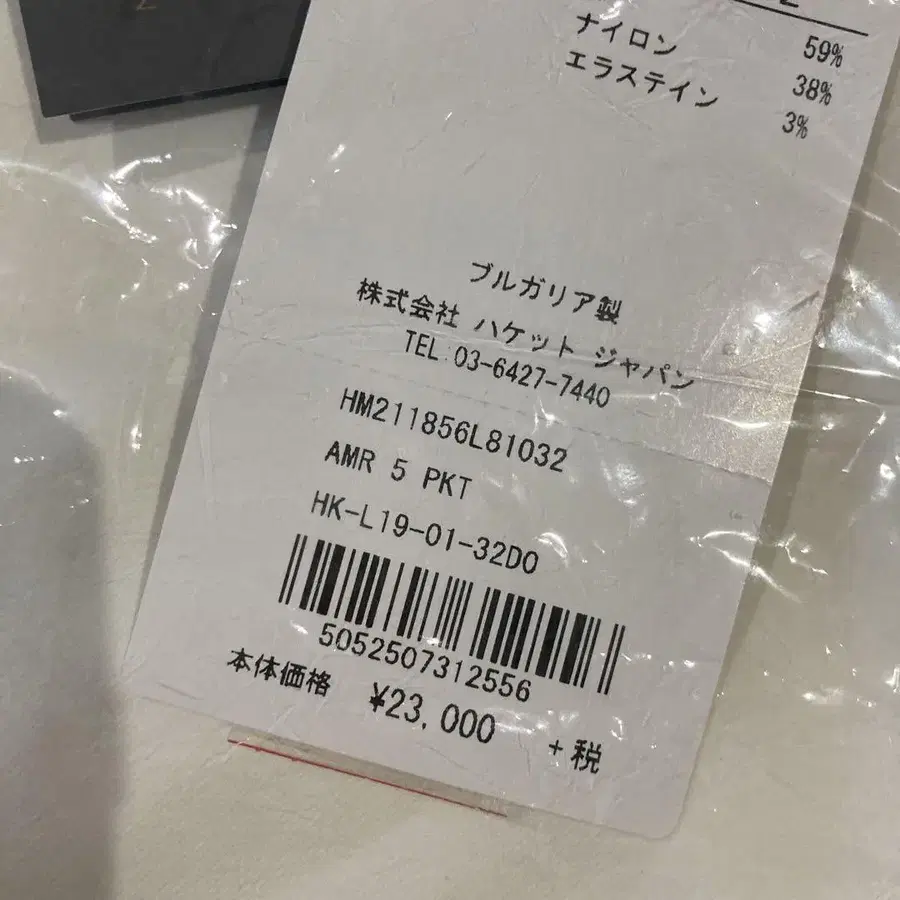 59%
ナイロン 38%
エラステイン 3%
ブルガリア製
株式会社 ハケット ジャパン
TEL:03-6427-7440
HM211856L81032
AMR 5 PKT
HK-L19-01-32D0
5052507312556
本体価格 ¥23,000 +税